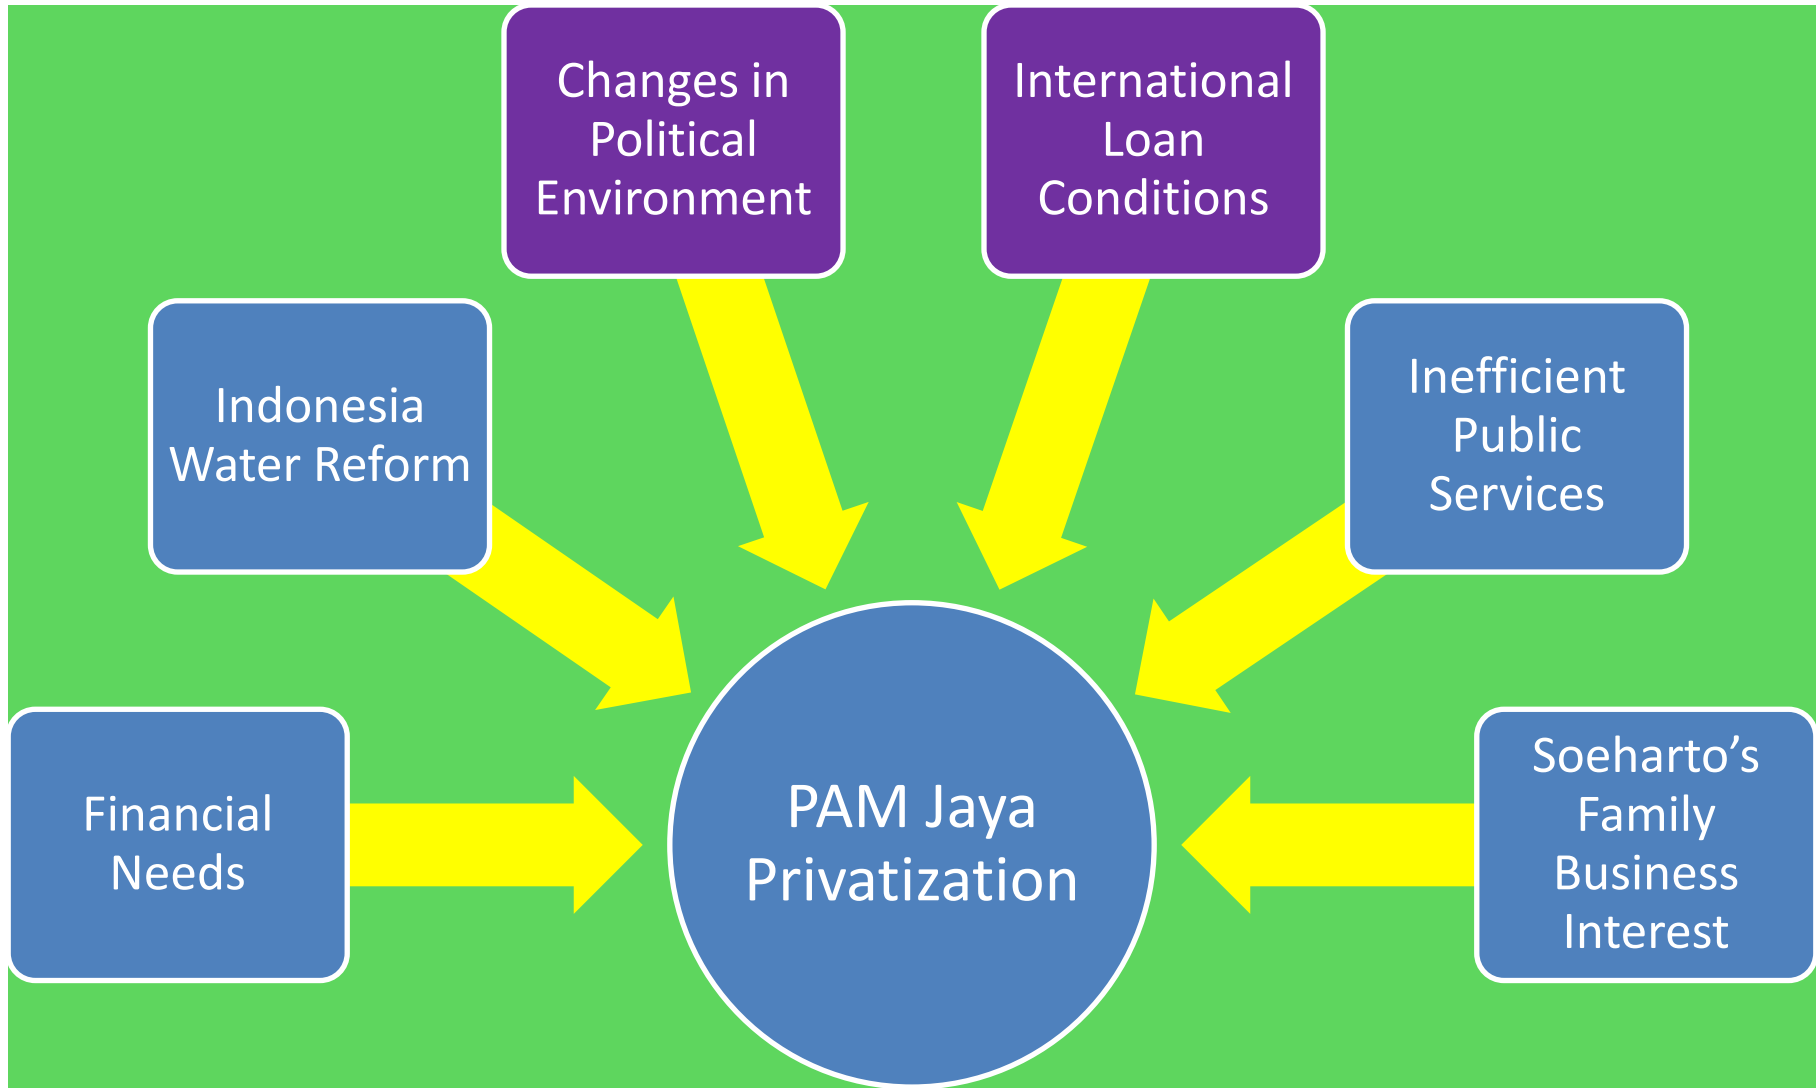 Changes in
Political
Environment
International
Loan
Conditions
Indonesia
Water Reform
Inefficient
Public
Services
Financial
Needs
PAM Jaya
Privatization
Soeharto’s
Family
Business
Interest